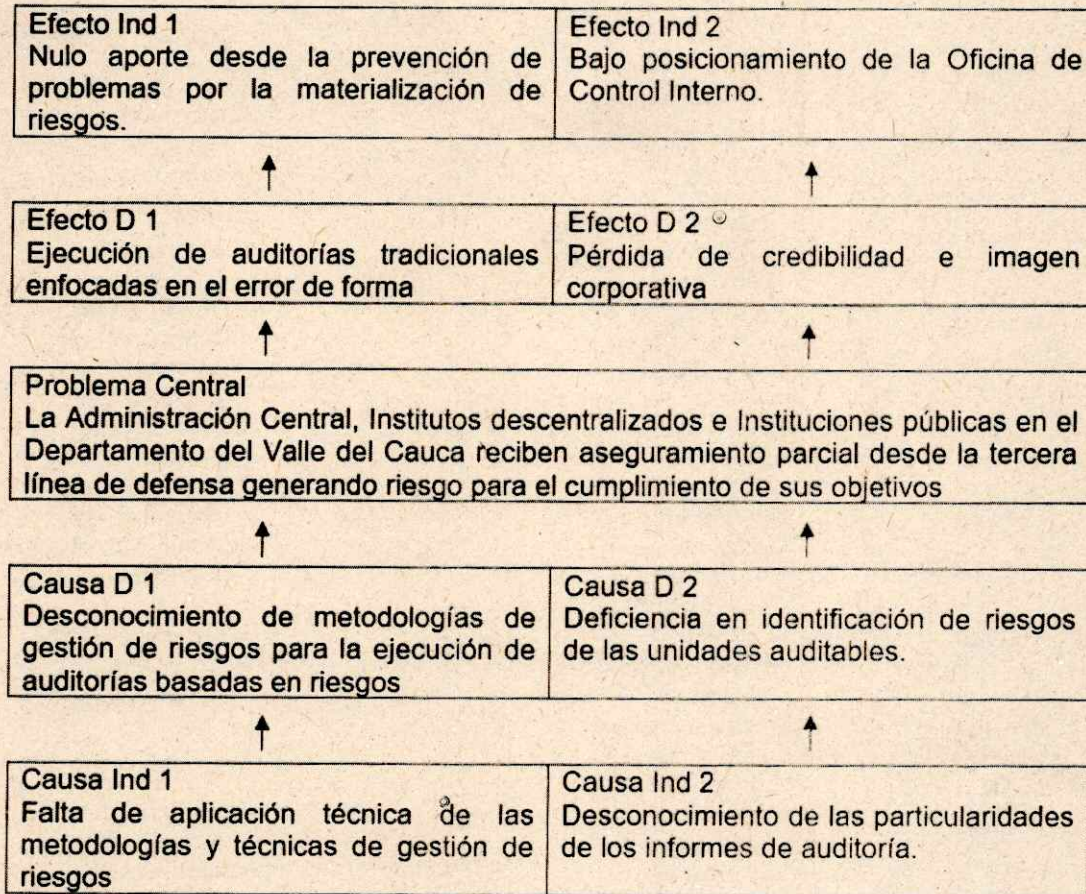 Efecto Ind 1
Nulo aporte desde la prevención de
problemas por la materialización de
riesgos.
Efecto Ind 2
Bajo posicionamiento de la Oficina de
Control Interno.
Efecto D 1
Ejecución de auditorías tradicionales
enfocadas en el error de forma
Efecto D 2
Pérdida de credibilidad e imagen
corporativa
Problema Central
La Administración Central, Institutos descentralizados e Instituciones públicas en el
Departamento del Valle del Cauca reciben aseguramiento parcial desde la tercera
línea de defensa generando riesgo para el cumplimiento de sus objetivos
Causa D 1
Desconocimiento de metodologías de
gestión de riesgos para la ejecución de
auditorías basadas en riesgos
Causa D 2
Deficiencia en identificación de riesgos
de las unidades auditables.
Causa Ind 1
Falta de aplicación técnica de las
metodologías y técnicas de gestión de
riesgos
Causa Ind 2
Desconocimiento de las particularidades
de los informes de auditoría.